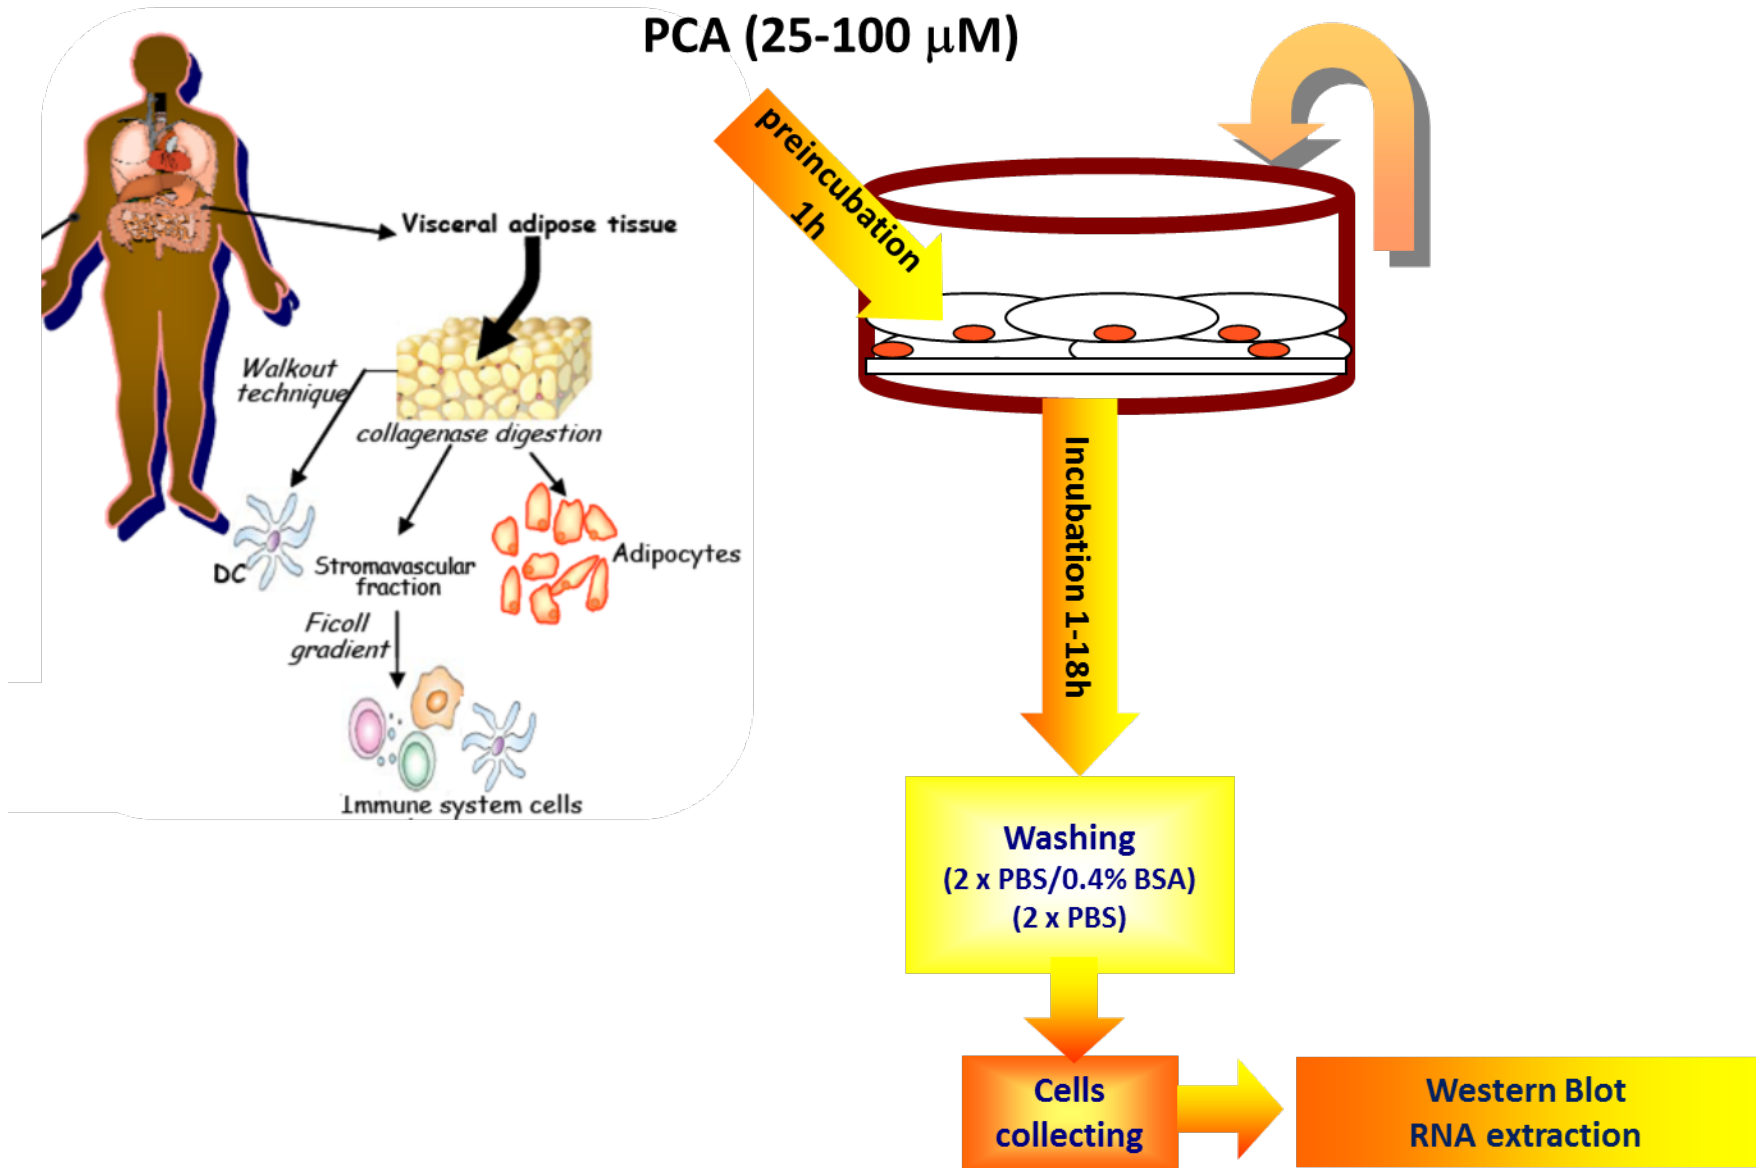 PCA (25-100 μM)
preincubation
1h
Visceral adipose tissue
Walkout
technique
collagenase digestion
DC
Stromavascular
fraction
Adipocytes
Ficoll
gradient
Immune system cells
Incubation 1-18h
Washing
(2 x PBS/0.4% BSA)
(2 x PBS)
Cells
collecting
Western Blot
RNA extraction